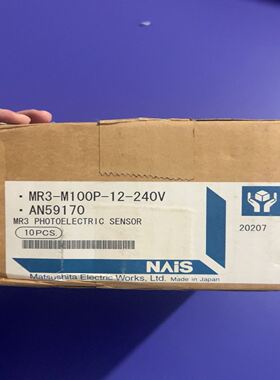 ・MR3-M100P-12-240V
・AN59170
MR3 PHOTOELECTRIC SENSOR
10PCS.
20207
NAiS
Matsushita Electric Works, Ltd. Made in Japan